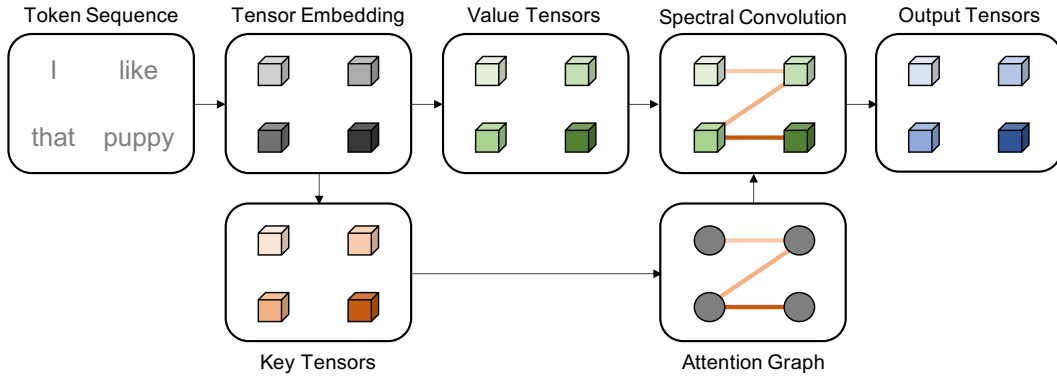 Token Sequence
Tensor Embedding
Value Tensors
Spectral Convolution
Output Tensors
I like
that puppy
Key Tensors
Attention Graph